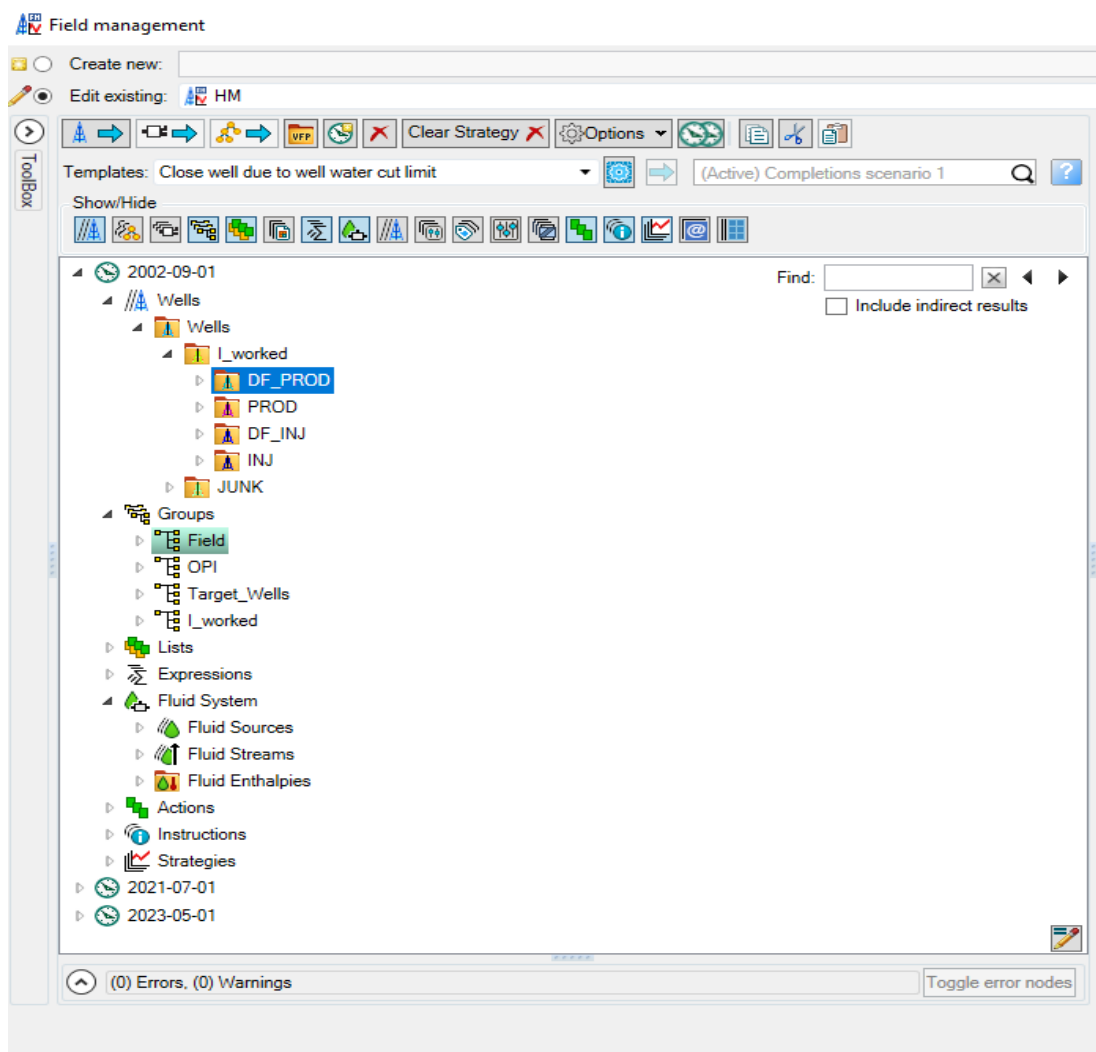 Field management
Create new:
Edit existing: HM
VFP Clear Strategy Options
ToolBox
Templates: Close well due to well water cut limit (Active) Completions scenario 1 ?
Show/Hide
2002-09-01 Find:
Wells Include indirect results
Wells
I_worked
DF_PROD
PROD
DF_INJ
INJ
JUNK
Groups
Field
OPI
Target_Wells
I_worked
Lists
Expressions
Fluid System
Fluid Sources
Fluid Streams
Fluid Enthalpies
Actions
Instructions
Strategies
2021-07-01
2023-05-01
(0) Errors, (0) Warnings Toggle error nodes